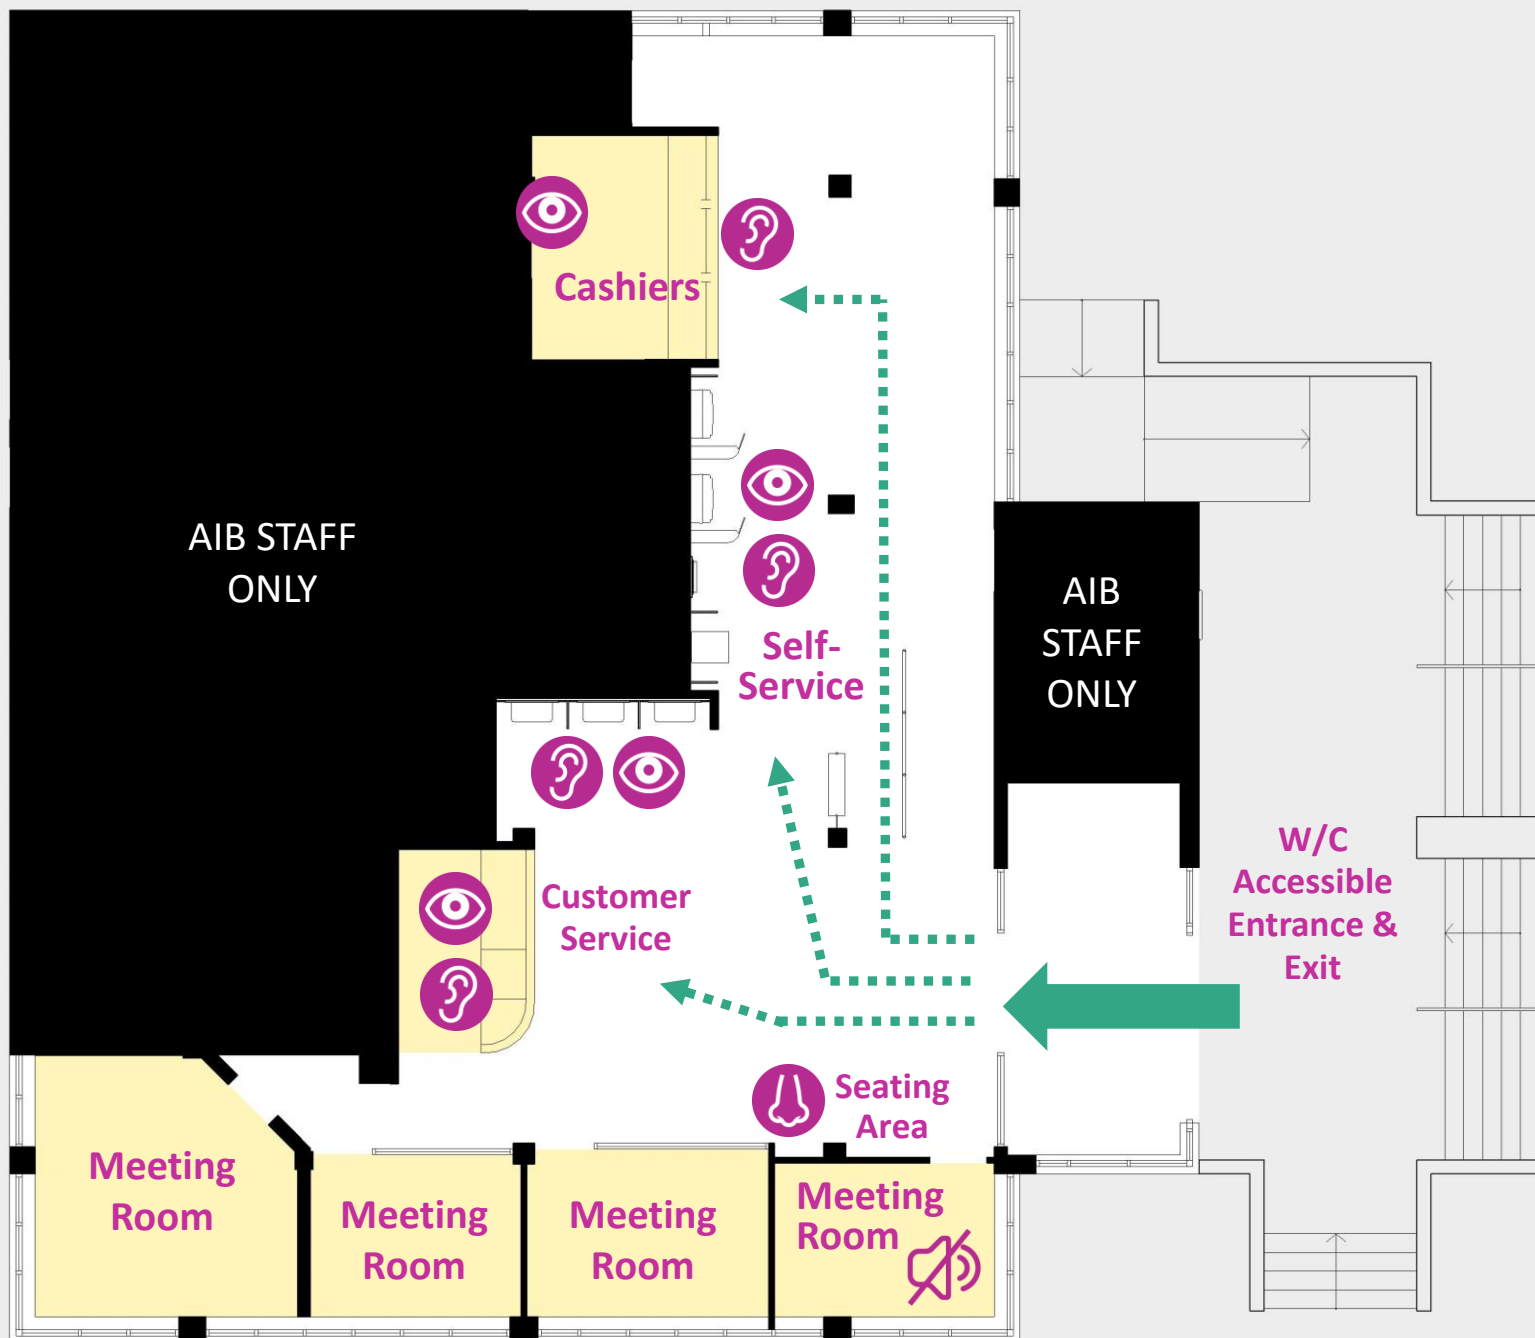 Cashiers
AIB STAFF
ONLY
AIB
STAFF
ONLY
Self-
Service
W/C
Accessible
Entrance &
Exit
Customer
Service
Seating
Area
Meeting
Room
Meeting
Room
Meeting
Room
Meeting
Room